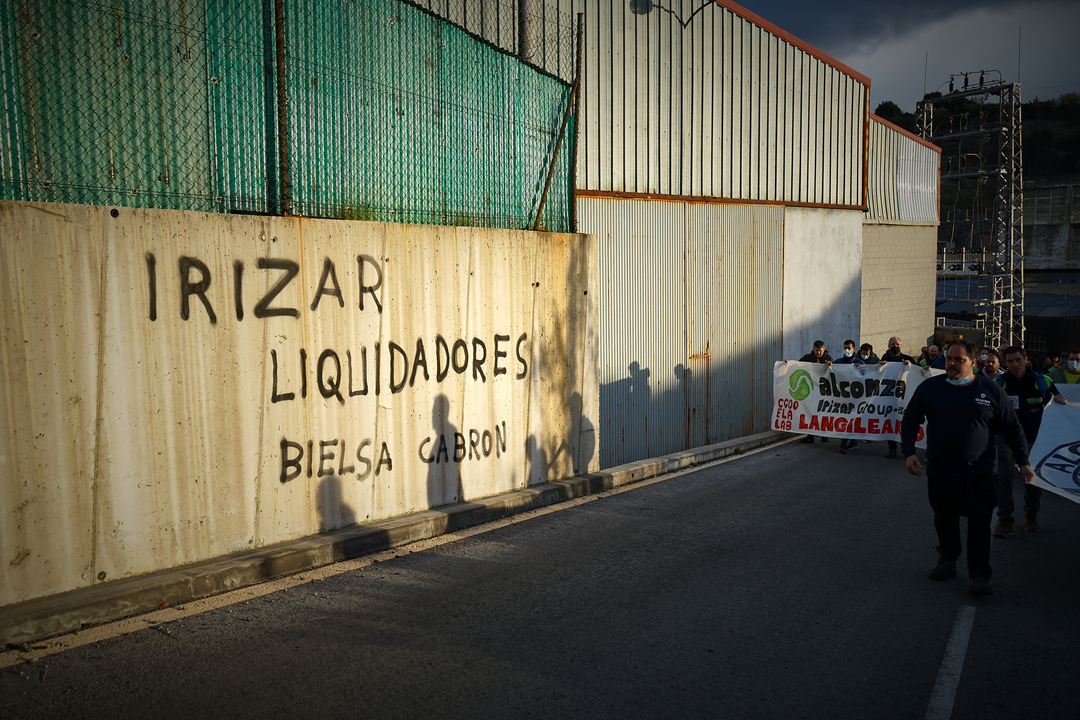 IRIZAR
LIQUIDADORES
BIELSA CABRON
alconza
Irizar Group-
CCOO
ELA
LAB
LANGILEAK